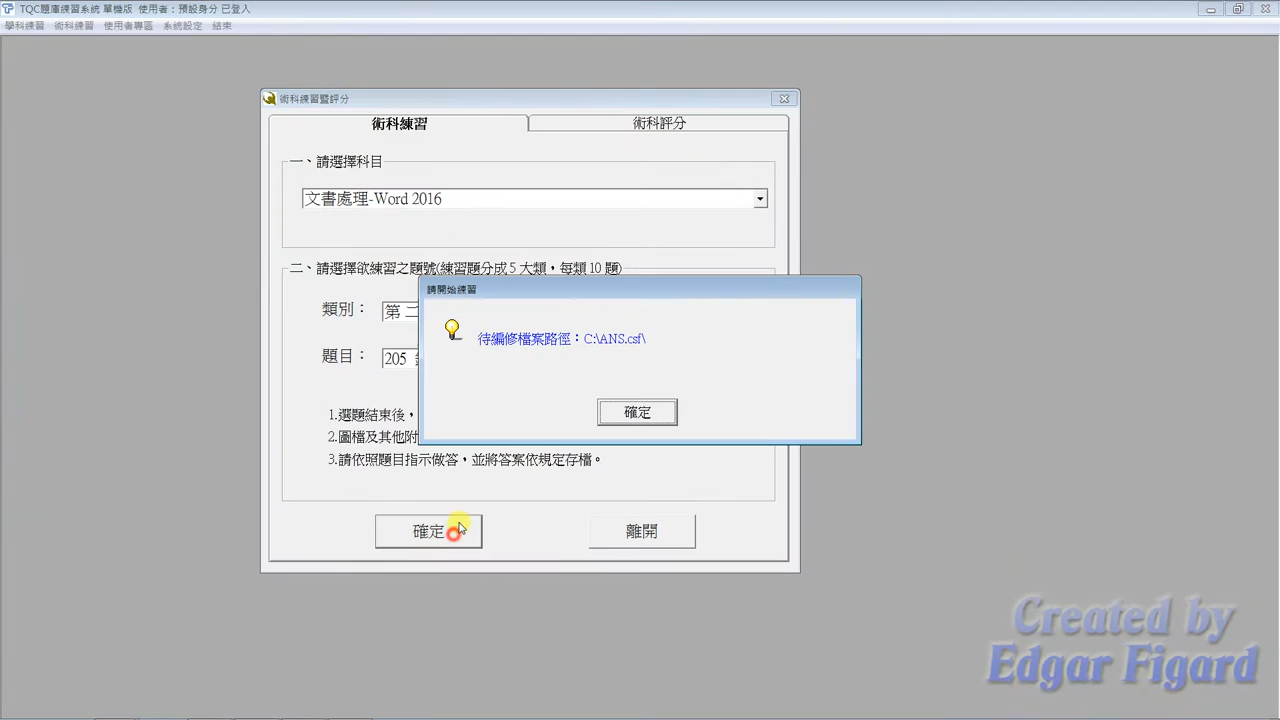 TQC題庫練習系統 單機版 使用者：預設身分 已登入
學科練習 術科練習 使用者專區 系統設定 結束
術科練習暨評分
術科練習 術科評分
一、請選擇科目
文書處理-Word 2016
二、請選擇欲練習之題號(練習題分成5大類，每類10題)
請開始練習
類別： 第二
待編修檔案路徑：C:\ANS.csf\
題目： 205
1.選題結束後，
確定
2.圖檔及其他附
3.請依照題目指示做答，並將答案依規定存檔。
確定 離開
Created by
Edgar Figard